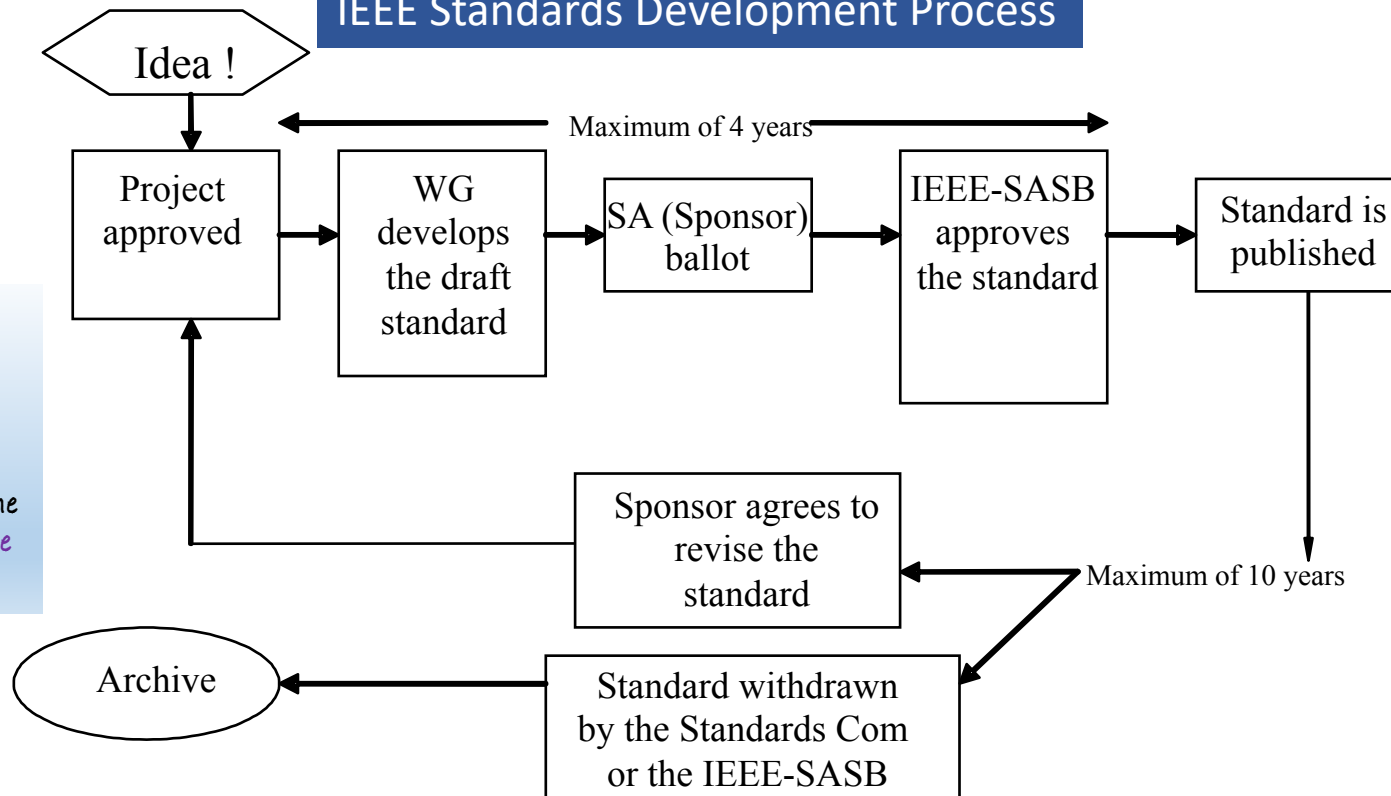 IEEE Standards Development Process
Idea !
Maximum of 4 years
Project
approved
WG
develops
the draft
standard
SA (Sponsor)
ballot
IEEE-SASB
approves
the standard
Standard is
published
Sponsor agrees to
revise the
standard
Maximum of 10 years
Archive
Standard withdrawn
by the Standards Com
or the IEEE-SASB